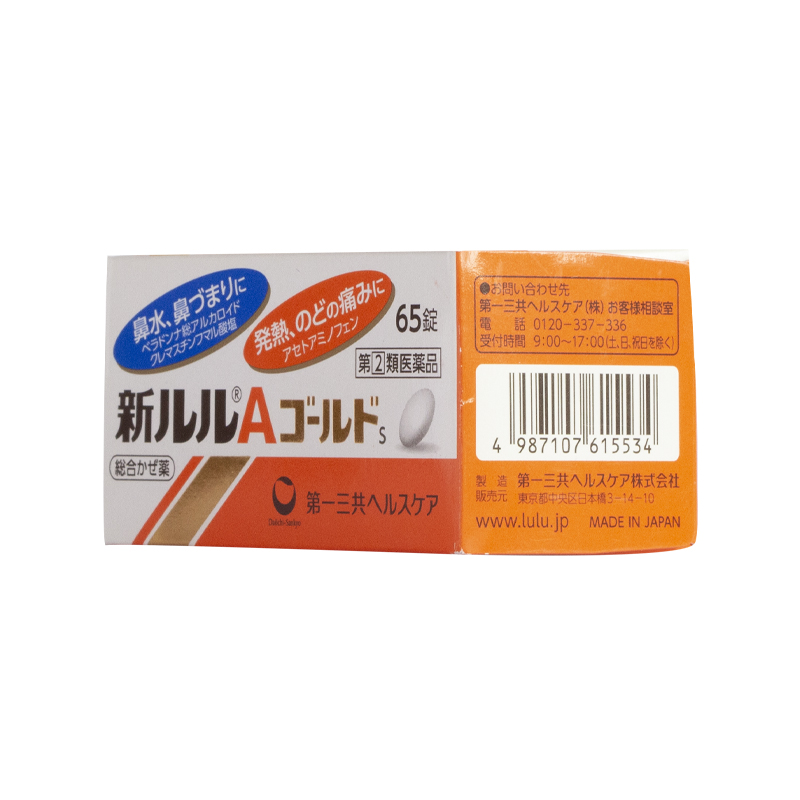 鼻水、鼻づまりに
ベラドンナ総アルカロイド
クレマスチンフマル酸塩
発熱、のどの痛みに
アセトアミノフェン
65錠
指定②類医薬品
新ルル®Aゴールドs
総合かぜ薬
Daiichi-Sankyo
第一三共ヘルスケア
●お問い合わせ先
第一三共ヘルスケア(株)お客様相談室
電話 0120-337-336
受付時間 9:00〜17:00(土、日、祝日を除く)
4 987107 615534
製造販売元 第一三共ヘルスケア株式会社
東京都中央区日本橋3-14-10
www.lulu.jp MADE IN JAPAN